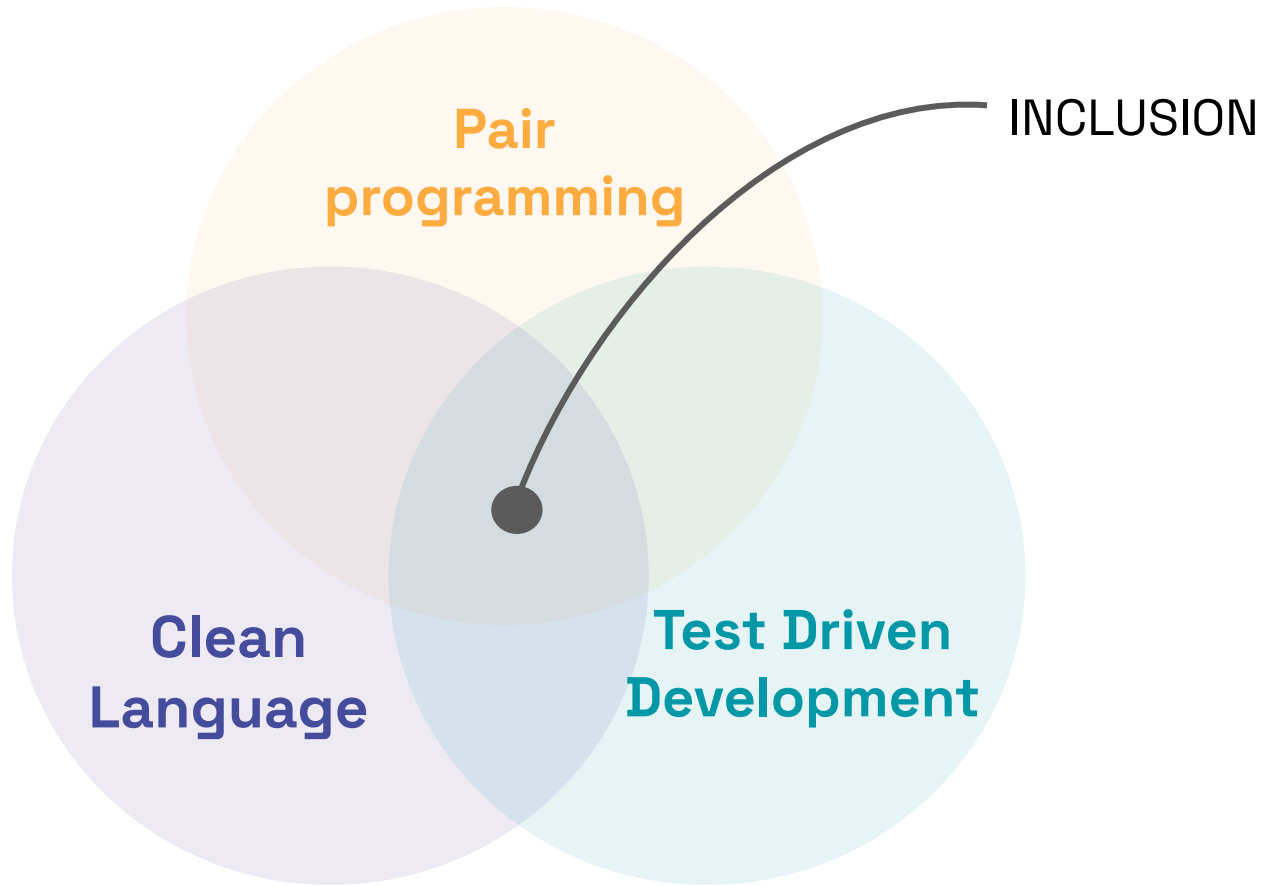 Pair
programming
INCLUSION
Clean
Language
Test Driven
Development